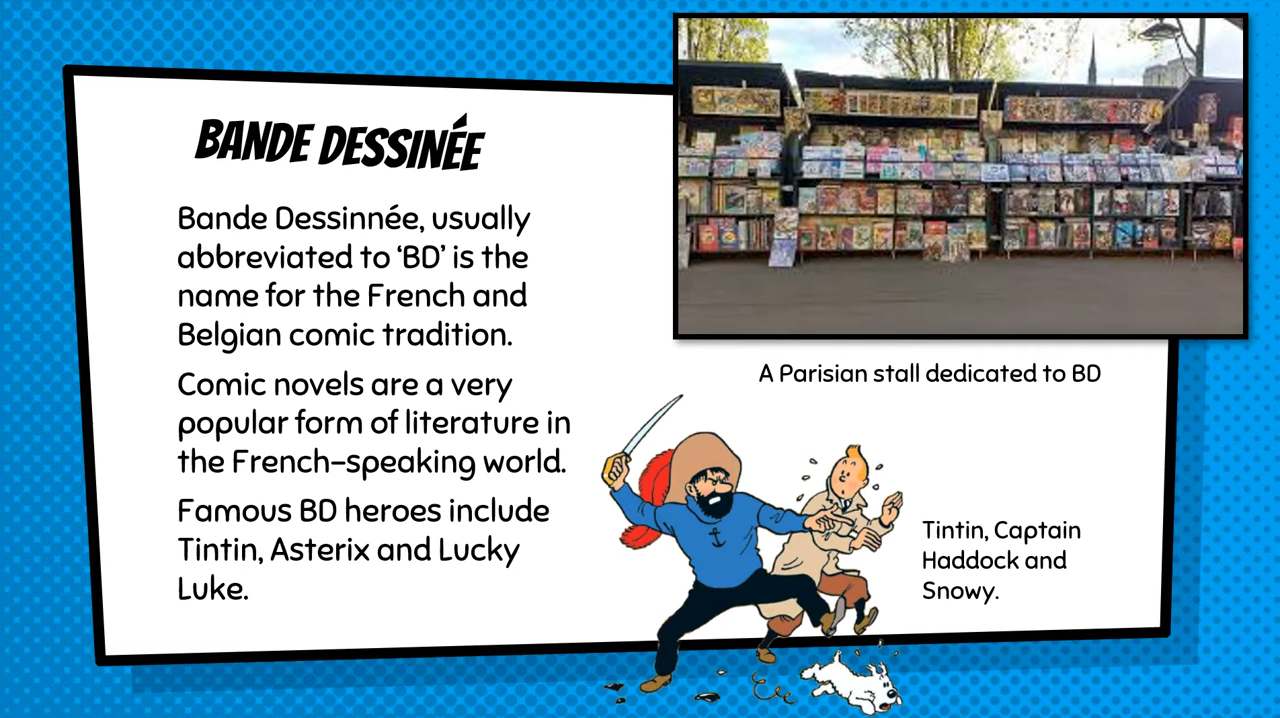 BANDE DESSINÉE
Bande Dessinnée, usually
abbreviated to ‘BD’ is the
name for the French and
Belgian comic tradition.
Comic novels are a very
popular form of literature in
the French-speaking world.
Famous BD heroes include
Tintin, Asterix and Lucky
Luke.
A Parisian stall dedicated to BD
Tintin, Captain
Haddock and
Snowy.